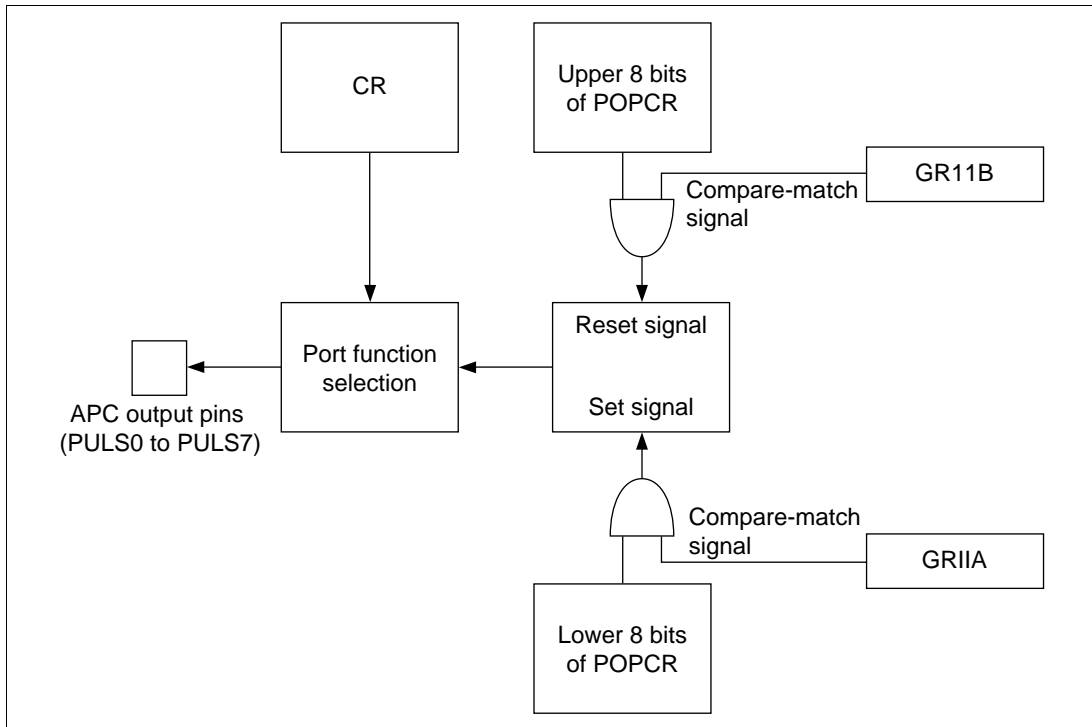 CR
Upper 8 bits
of POPCR
GR11B
Compare-match
signal
Reset signal
Port function
selection
Set signal
APC output pins
(PULS0 to PULS7)
Compare-match
signal
GRIIA
Lower 8 bits
of POPCR